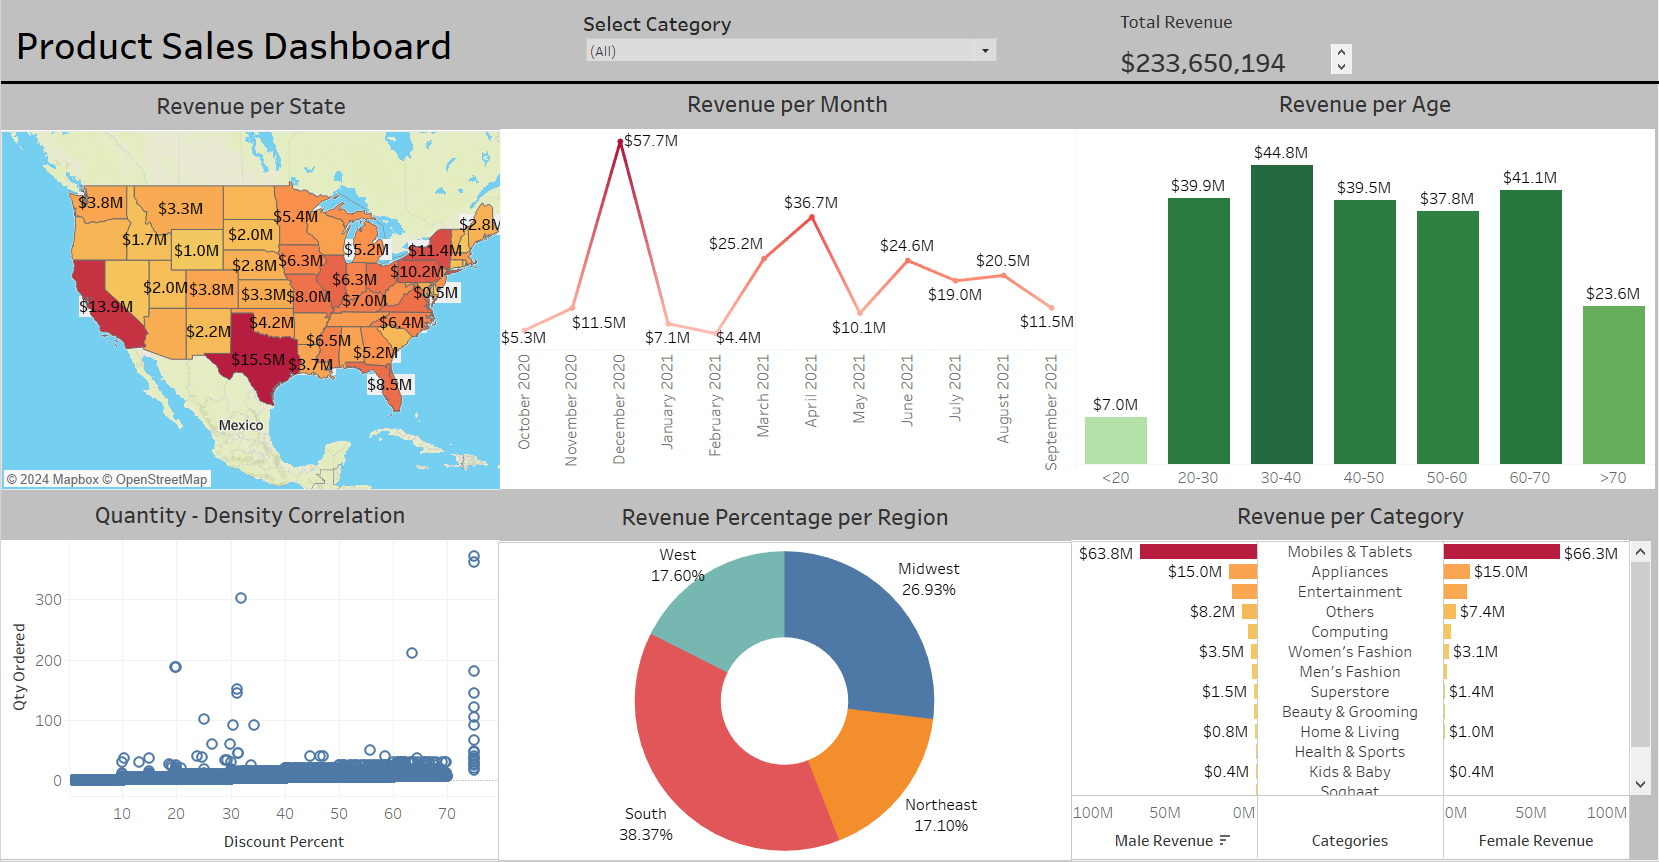 Product Sales Dashboard
Select Category
(All)
Total Revenue
$233,650,194
Revenue per State
$3.8M
$3.3M
$5.4M
$2.8M
$1.7M
$1.0M
$2.0M
$5.2M
$11.4M
$2.8M
$6.3M
$6.3M
$10.2M
$13.9M
$2.0M
$3.8M
$3.3M
$8.0M
$7.0M
$0.5M
$2.2M
$4.2M
$6.4M
$6.5M
$15.5M
$3.7M
$5.2M
$8.5M
Mexico
© 2024 Mapbox © OpenStreetMap
Revenue per Month
$57.7M
$36.7M
$25.2M
$24.6M
$20.5M
$19.0M
$5.3M
$11.5M
$7.1M
$4.4M
$10.1M
$11.5M
October 2020
November 2020
December 2020
January 2021
February 2021
March 2021
April 2021
May 2021
June 2021
July 2021
August 2021
September 2021
Revenue per Age
$7.0M
$39.9M
$44.8M
$39.5M
$37.8M
$41.1M
$23.6M
<20
20-30
30-40
40-50
50-60
60-70
>70
Quantity - Density Correlation
Qty Ordered
300
200
100
0
10
20
30
40
50
60
70
Discount Percent
Revenue Percentage per Region
West
17.60%
Midwest
26.93%
South
38.37%
Northeast
17.10%
Revenue per Category
$63.8M Mobiles & Tablets $66.3M
$15.0M Appliances $15.0M
Entertainment
$8.2M Others $7.4M
Computing
$3.5M Women's Fashion $3.1M
Men's Fashion
$1.5M Superstore $1.4M
Beauty & Grooming
$0.8M Home & Living $1.0M
Health & Sports
$0.4M Kids & Baby $0.4M
Soghaat
100M 50M 0M 0M 50M 100M
Male Revenue Categories Female Revenue